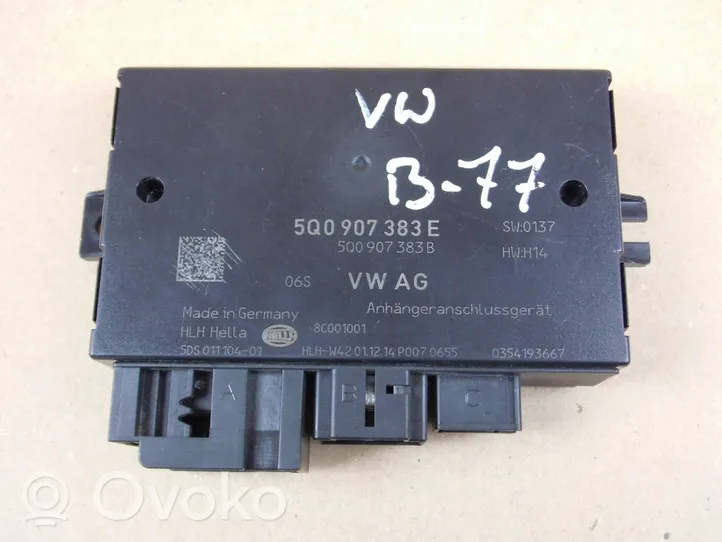 VW
B-77
5Q0 907 383 E SW:0137
5Q0 907 383 B HW:H14
06S VW AG
Made in Germany Anhängeranschlussgerät
HLH Hella HELLA 8C001001
5DS 011 104-01 HLH-W42 01.12.14 P007 0655 0354193667
A B C
Ovoko